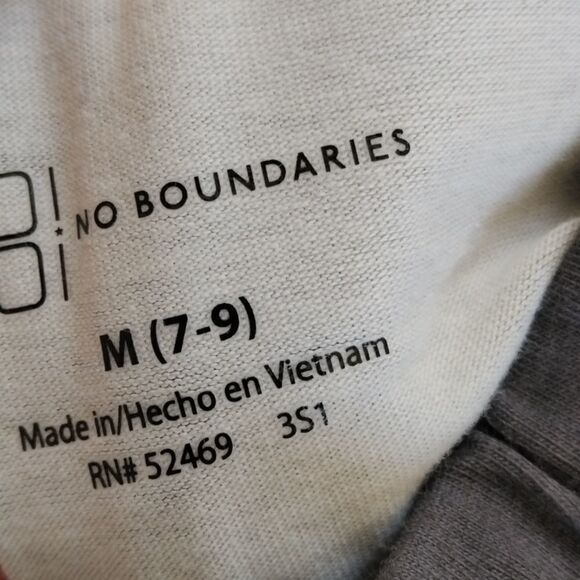 NO BOUNDARIES
M (7-9)
Made in/Hecho en Vietnam
RN# 52469 3S1